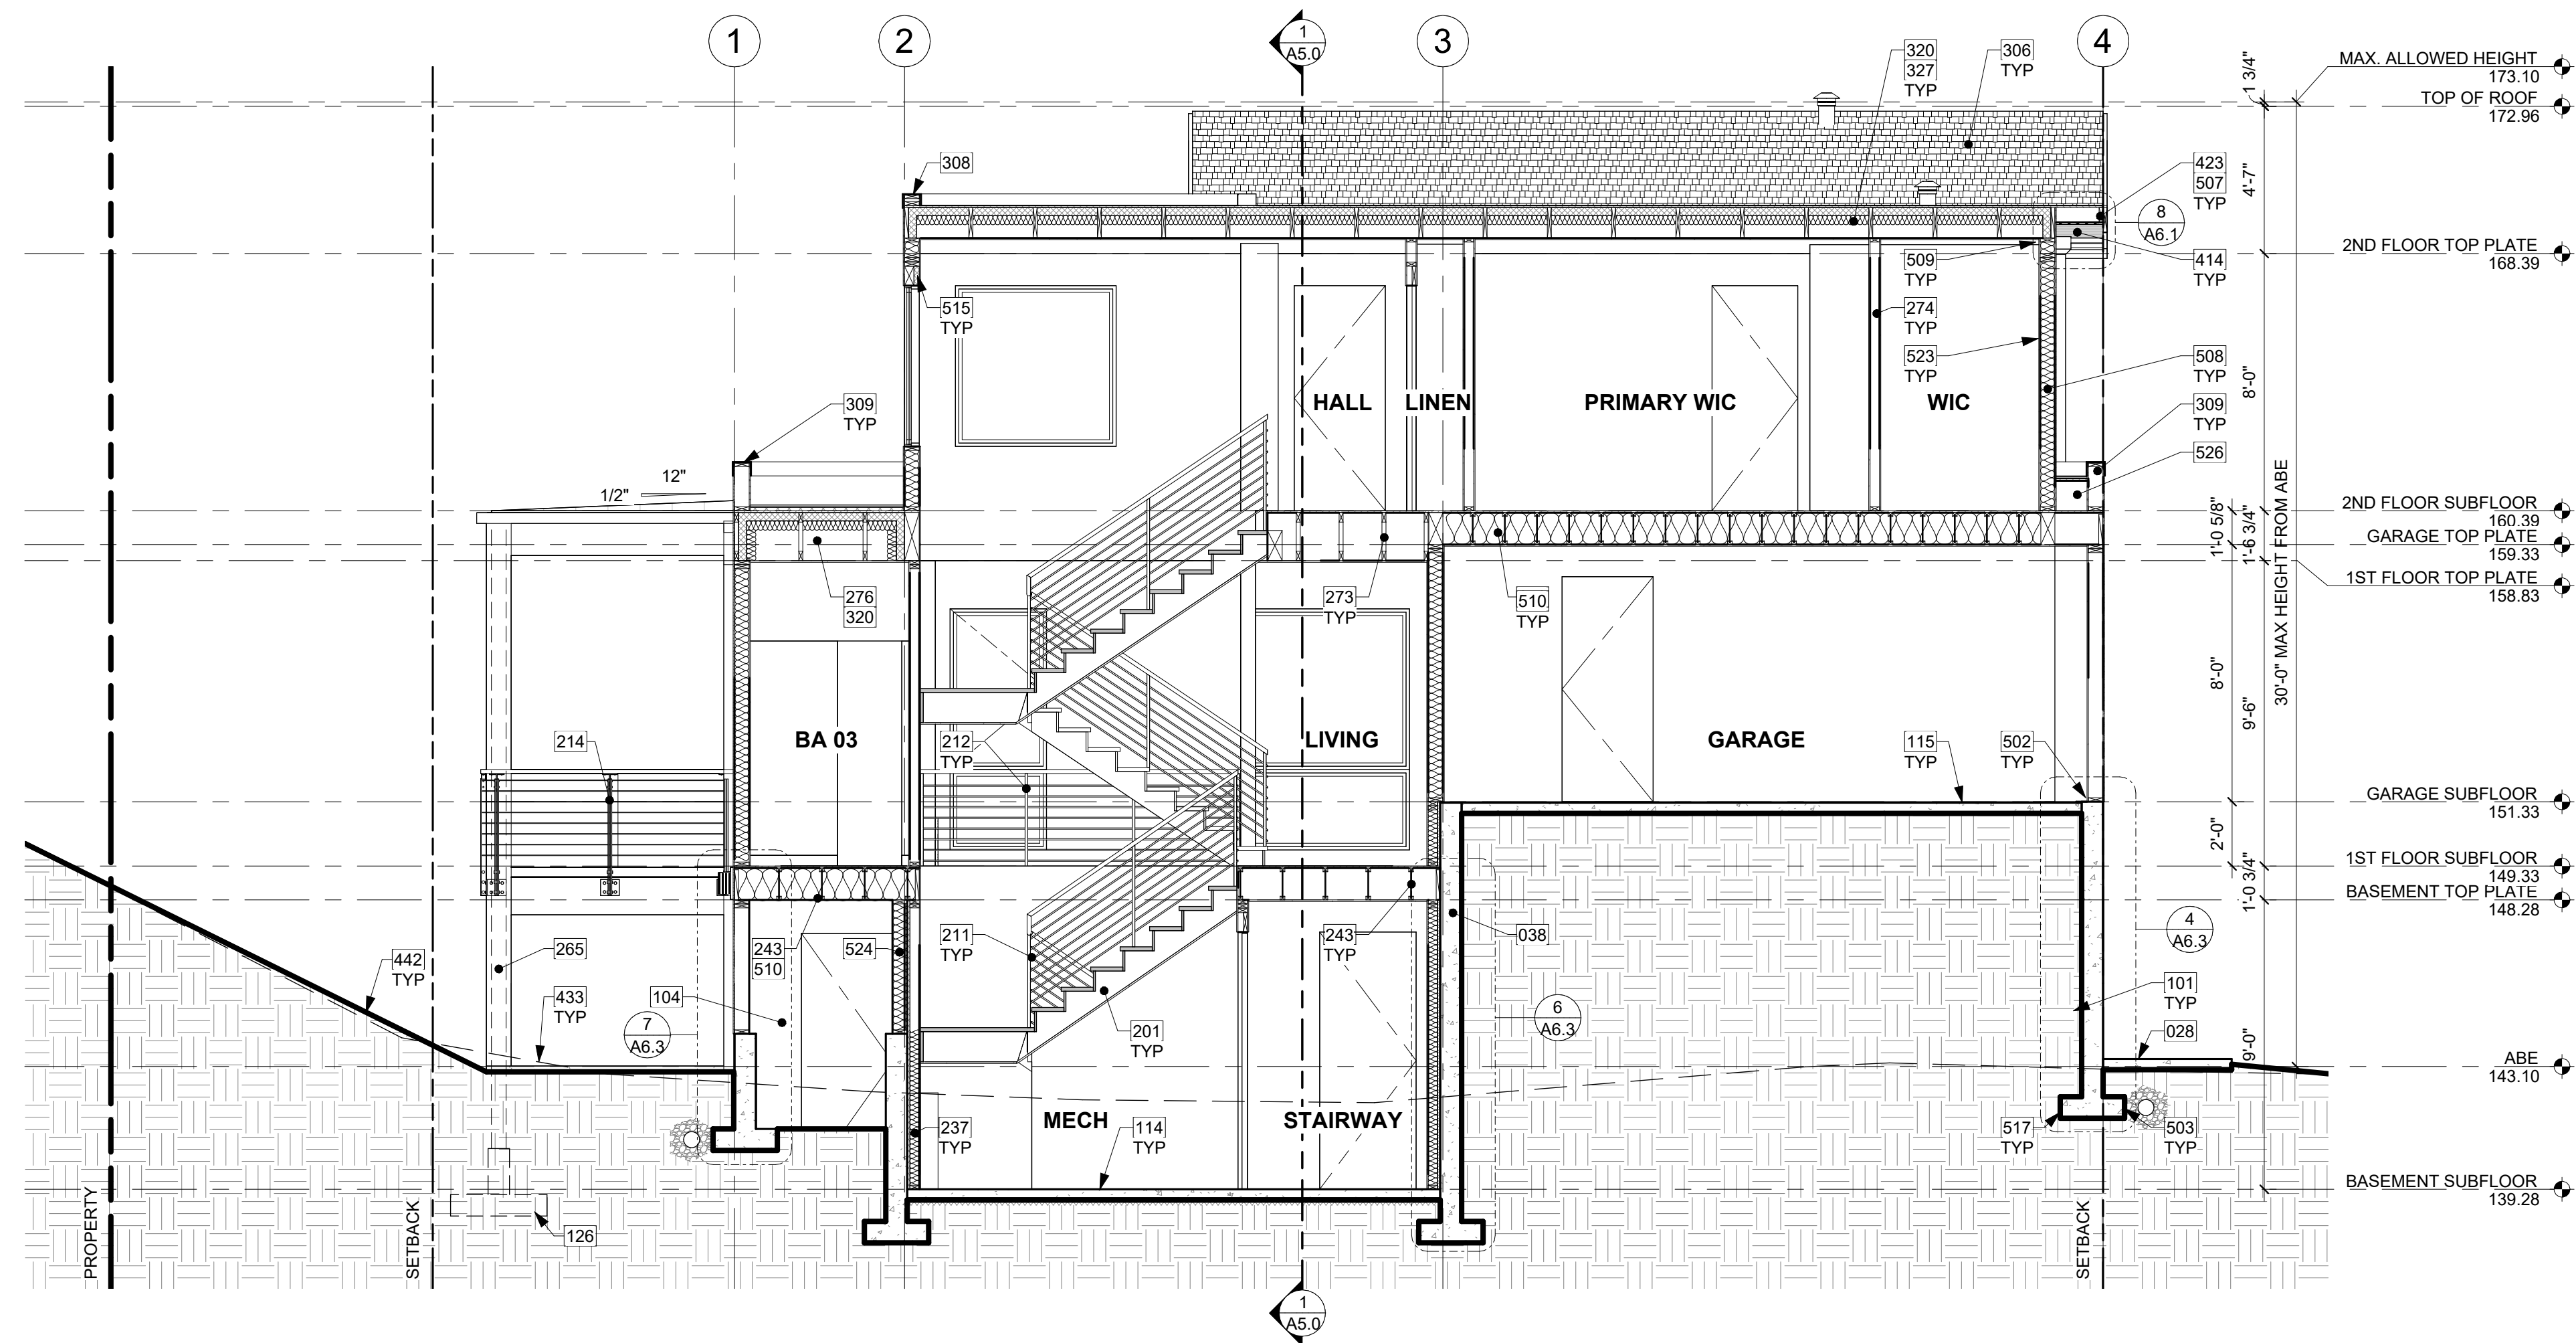 1
2
1
A5.0
3
4
320
327
TYP
306
TYP
1 3/4"
MAX. ALLOWED HEIGHT
173.10
TOP OF ROOF
172.96
308
423
507
TYP
4'-7"
8
A6.1
2ND FLOOR TOP PLATE
168.39
509
TYP
414
TYP
515
TYP
274
TYP
523
TYP
508
TYP
8'-0"
309
TYP
HALL
LINEN
PRIMARY WIC
WIC
309
TYP
526
12"
1/2"
30'-0" MAX HEIGHT FROM ABE
1'-0 5/8"
1'-6 3/4"
2ND FLOOR SUBFLOOR
160.39
GARAGE TOP PLATE
159.33
1ST FLOOR TOP PLATE
158.83
276
320
273
TYP
510
TYP
8'-0"
9'-6"
214
BA 03
212
TYP
LIVING
GARAGE
115
TYP
502
TYP
GARAGE SUBFLOOR
151.33
2'-0"
1ST FLOOR SUBFLOOR
149.33
1'-0 3/4"
BASEMENT TOP PLATE
148.28
442
TYP
265
243
510
524
211
TYP
243
TYP
038
4
A6.3
433
TYP
104
7
A6.3
201
TYP
6
A6.3
101
TYP
028
9'-0"
ABE
143.10
237
TYP
MECH
114
TYP
STAIRWAY
517
TYP
503
TYP
BASEMENT SUBFLOOR
139.28
PROPERTY
SETBACK
126
SETBACK
1
A5.0